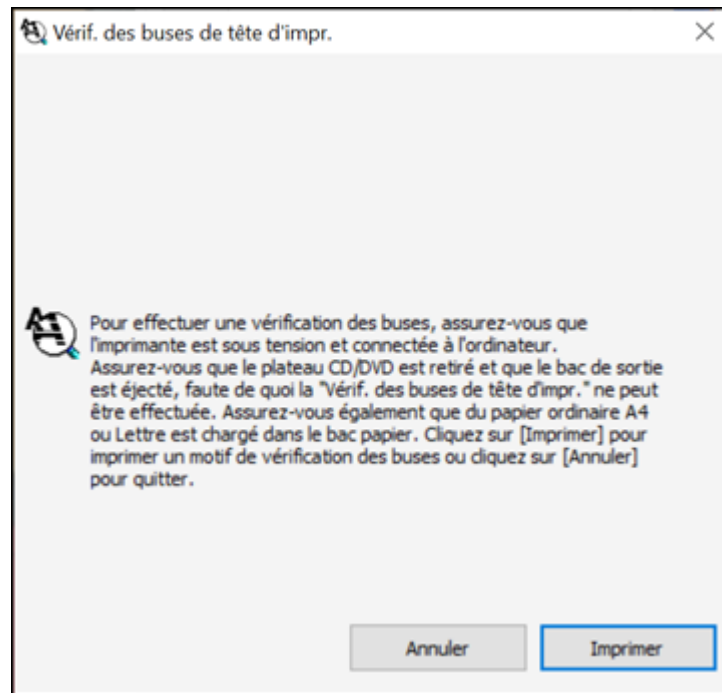 Vérif. des buses de tête d'impr.
Pour effectuer une vérification des buses, assurez-vous que
l'imprimante est sous tension et connectée à l'ordinateur.
Assurez-vous que le plateau CD/DVD est retiré et que le bac de sortie
est éjecté, faute de quoi la "Vérif. des buses de tête d'impr." ne peut
être effectuée. Assurez-vous également que du papier ordinaire A4
ou Lettre est chargé dans le bac papier. Cliquez sur [Imprimer] pour
imprimer un motif de vérification des buses ou cliquez sur [Annuler]
pour quitter.
Annuler
Imprimer